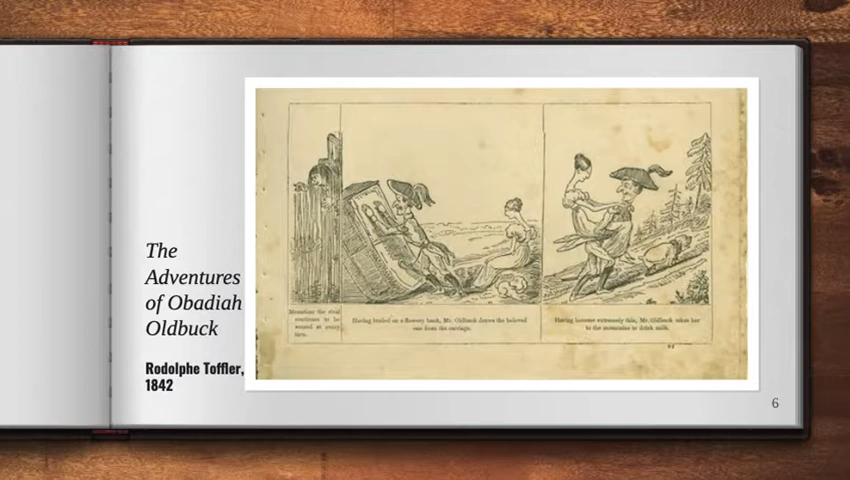 The
Adventures
of Obadiah
Oldbuck
Rodolphe Toffler,
1842
Meantime the rival
continues to be
wound at every
turn.
Having landed on a flowery bank, Mr. Oldbuck draws the beloved
one from the carriage.
Having become extremely thin, Mr. Oldbuck takes her
to the mountains to drink milk.
6